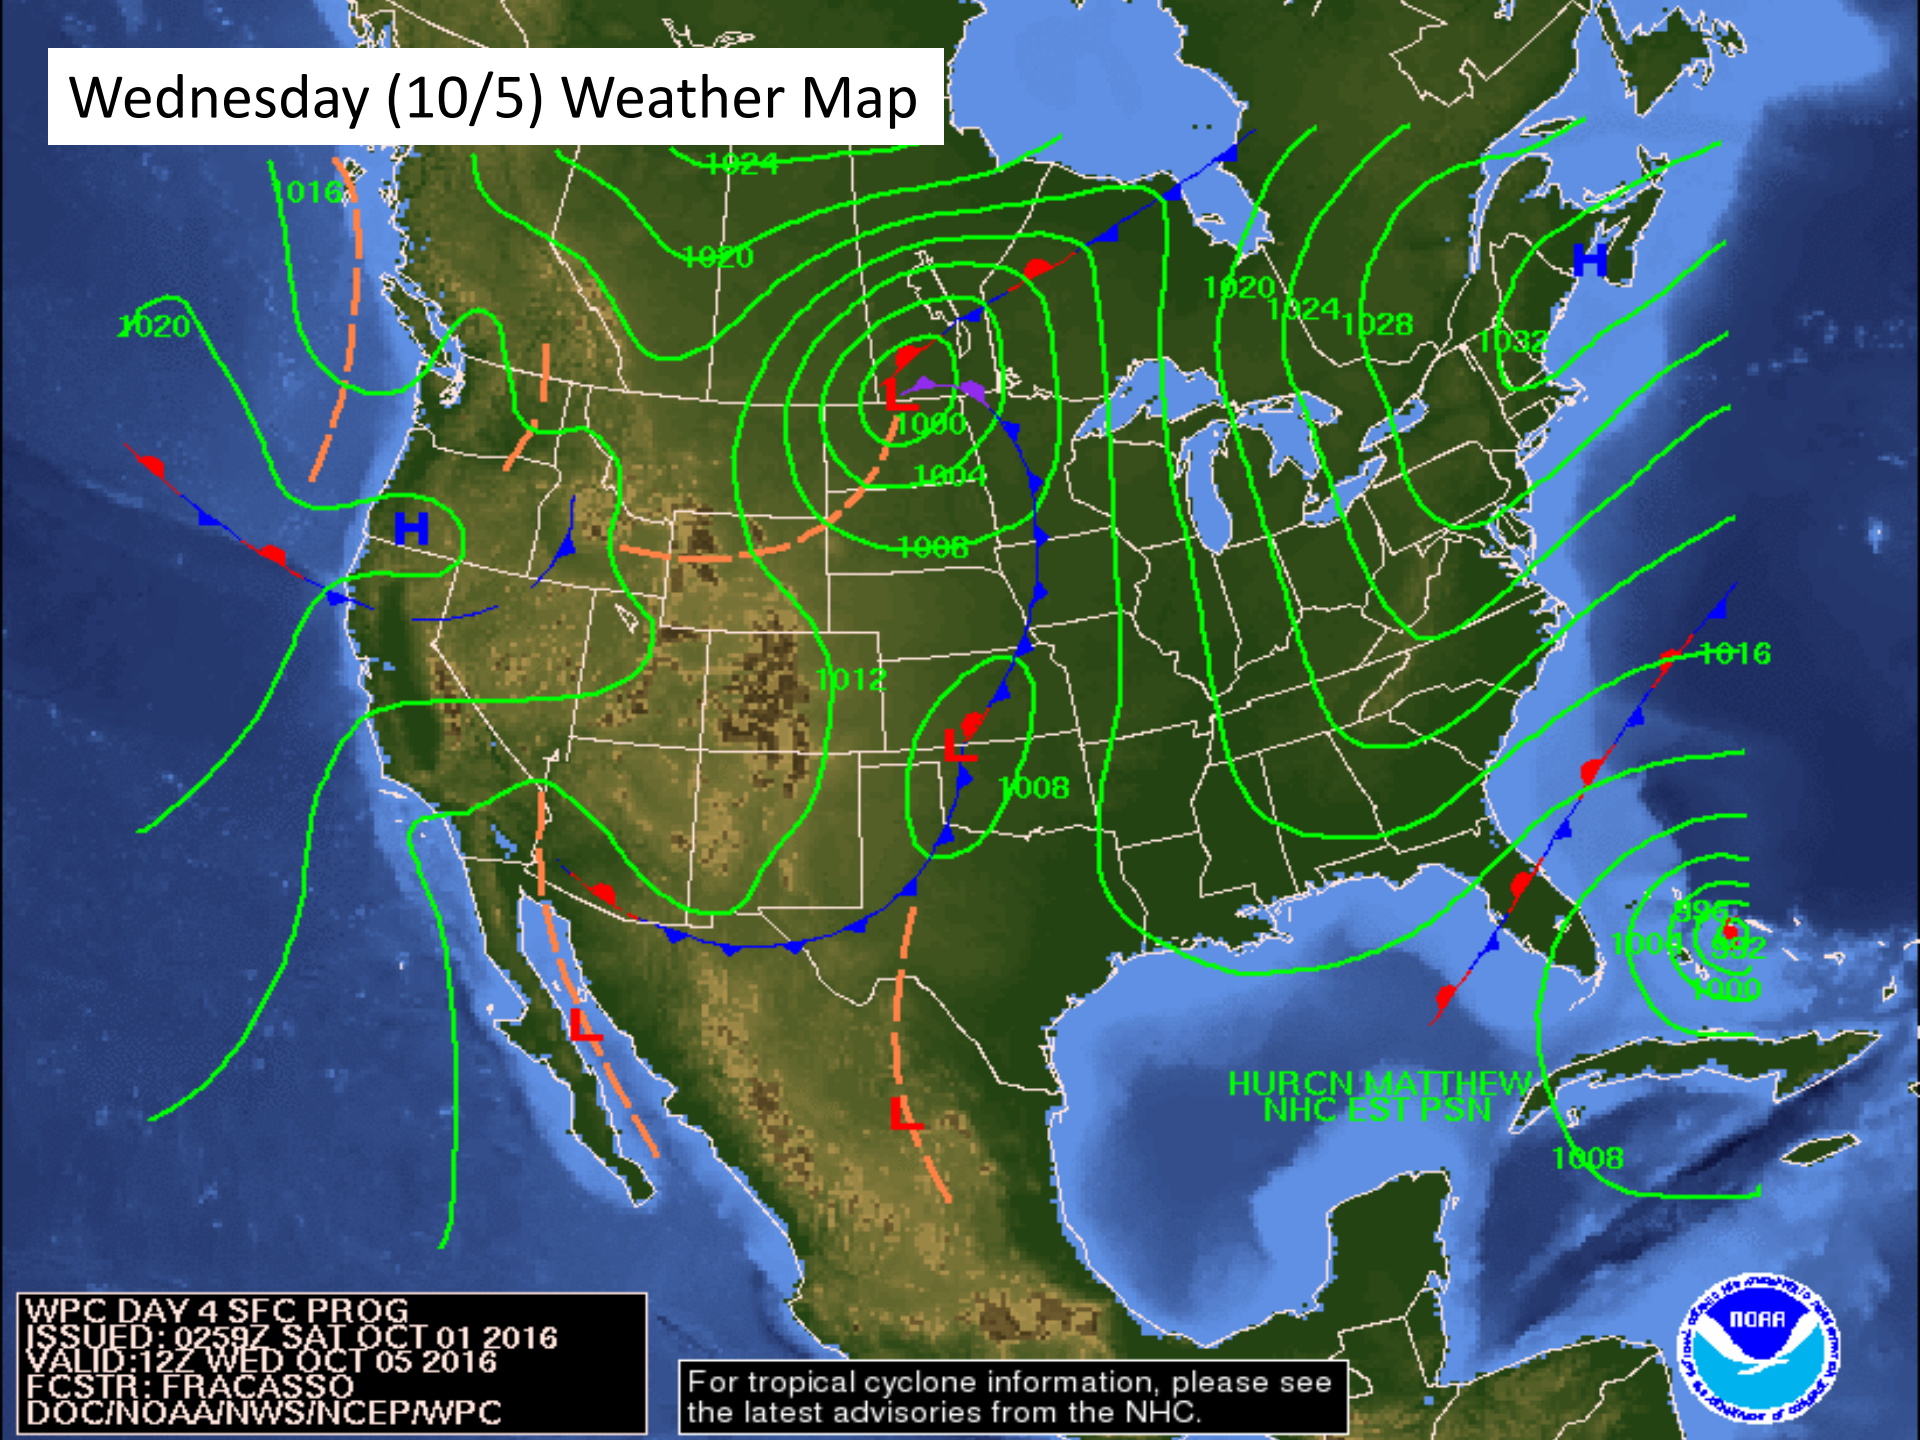 Wednesday (10/5) Weather Map
1024
1016
1020
1020
1020
1024
1028
1032
1000
1004
1008
1012
1016
1008
996
1004
992
1000
HURCN MATTHEW
NHC EST PSN
1008
H
H
L
L
L
L
WPC DAY 4 SFC PROG
ISSUED: 0259Z SAT OCT 01 2016
VALID:12Z WED OCT 05 2016
FCSTR: FRACASSO
DOC/NOAA/NWS/NCEP/WPC
For tropical cyclone information, please see
the latest advisories from the NHC.
NOAA